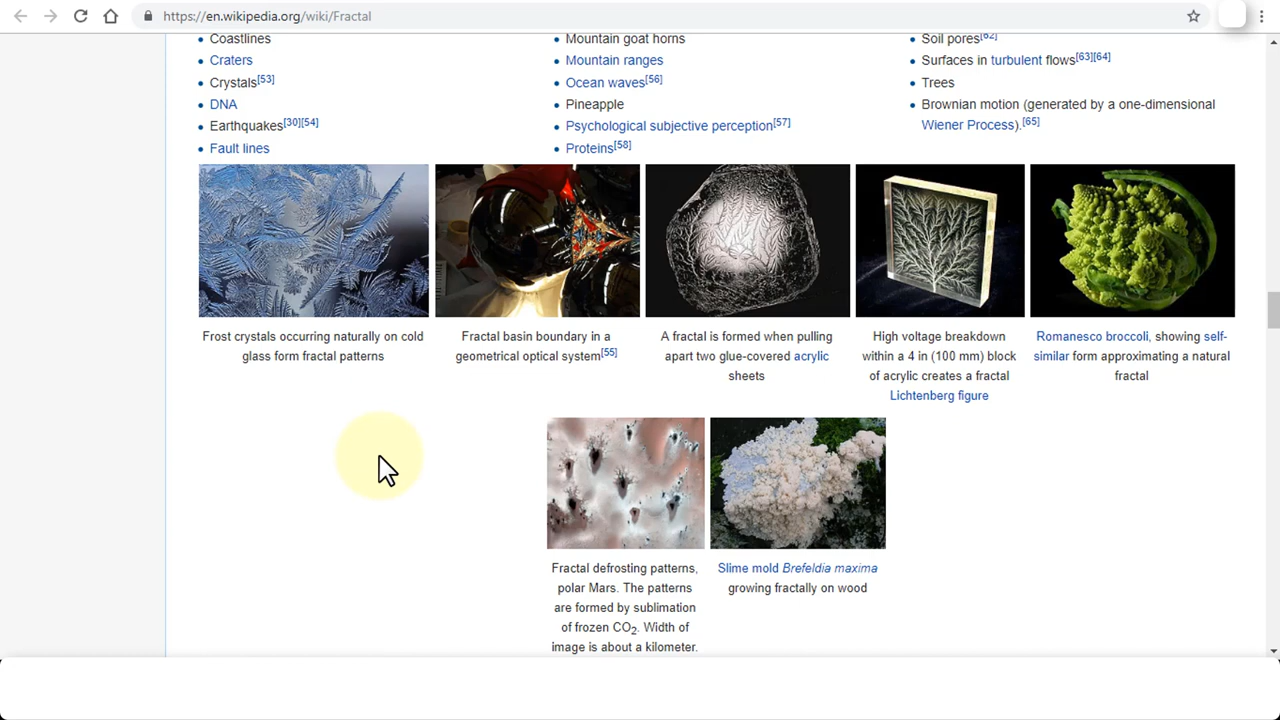 https://en.wikipedia.org/wiki/Fractal
Coastlines
Craters
Crystals[53]
DNA
Earthquakes[30][54]
Fault lines
Mountain goat horns
Mountain ranges
Ocean waves[56]
Pineapple
Psychological subjective perception[57]
Proteins[58]
Soil pores[62]
Surfaces in turbulent flows[63][64]
Trees
Brownian motion (generated by a one-dimensional
Wiener Process).[65]
Frost crystals occurring naturally on cold
glass form fractal patterns
Fractal basin boundary in a
geometrical optical system[55]
A fractal is formed when pulling
apart two glue-covered acrylic
sheets
High voltage breakdown
within a 4 in (100 mm) block
of acrylic creates a fractal
Lichtenberg figure
Romanesco broccoli, showing self-
similar form approximating a natural
fractal
Fractal defrosting patterns,
polar Mars. The patterns
are formed by sublimation
of frozen CO2. Width of
image is about a kilometer.
Slime mold Brefeldia maxima
growing fractally on wood